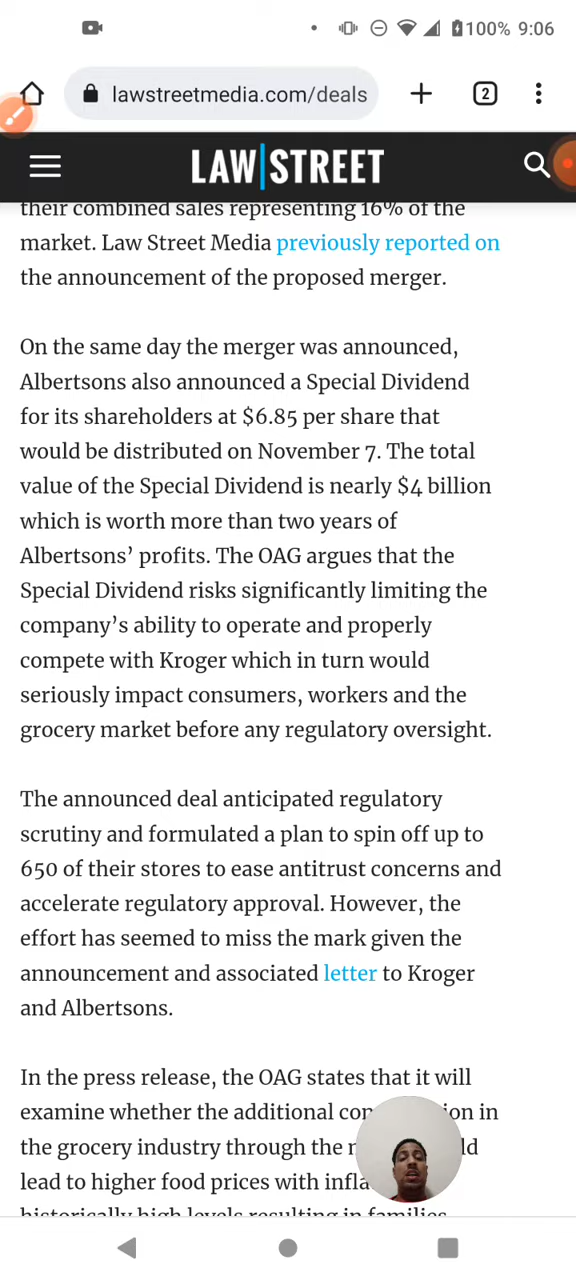 100% 9:06
lawstreetmedia.com/deals
2
LAW STREET
their combined sales representing 16% of the
market. Law Street Media previously reported on
the announcement of the proposed merger.
On the same day the merger was announced,
Albertsons also announced a Special Dividend
for its shareholders at $6.85 per share that
would be distributed on November 7. The total
value of the Special Dividend is nearly $4 billion
which is worth more than two years of
Albertsons’ profits. The OAG argues that the
Special Dividend risks significantly limiting the
company’s ability to operate and properly
compete with Kroger which in turn would
seriously impact consumers, workers and the
grocery market before any regulatory oversight.
The announced deal anticipated regulatory
scrutiny and formulated a plan to spin off up to
650 of their stores to ease antitrust concerns and
accelerate regulatory approval. However, the
effort has seemed to miss the mark given the
announcement and associated letter to Kroger
and Albertsons.
In the press release, the OAG states that it will
examine whether the additional in
the grocery industry through the
lead to higher food prices with
historically high levels resulting in families